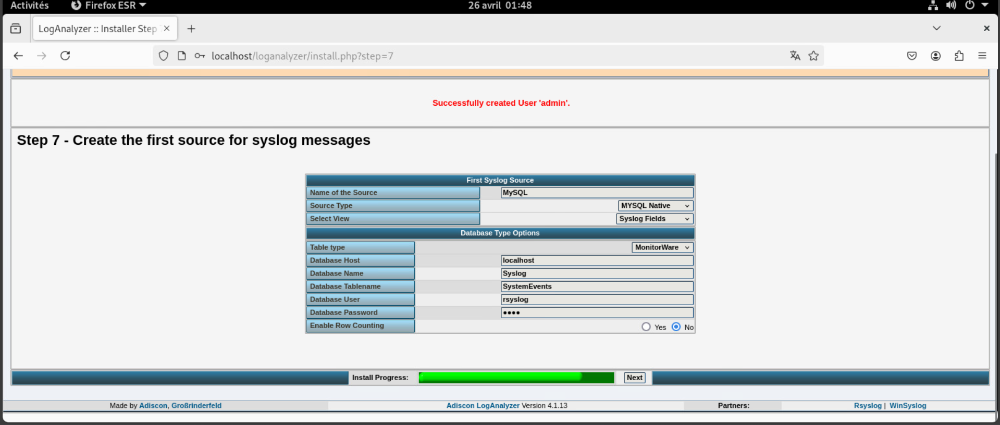 Activités
Firefox ESR
26 avril 01:48
LogAnalyzer :: Installer Step
localhost/loganalyzer/install.php?step=7
Successfully created User 'admin'.
Step 7 - Create the first source for syslog messages
First Syslog Source
Name of the Source MySQL
Source Type MYSQL Native
Select View Syslog Fields
Database Type Options
Table type MonitorWare
Database Host localhost
Database Name Syslog
Database Tablename SystemEvents
Database User rsyslog
Database Password ••••
Enable Row Counting Yes No
Install Progress: Next
Made by Adiscon, Großrinderfeld Adiscon LogAnalyzer Version 4.1.13 Partners: Rsyslog | WinSyslog